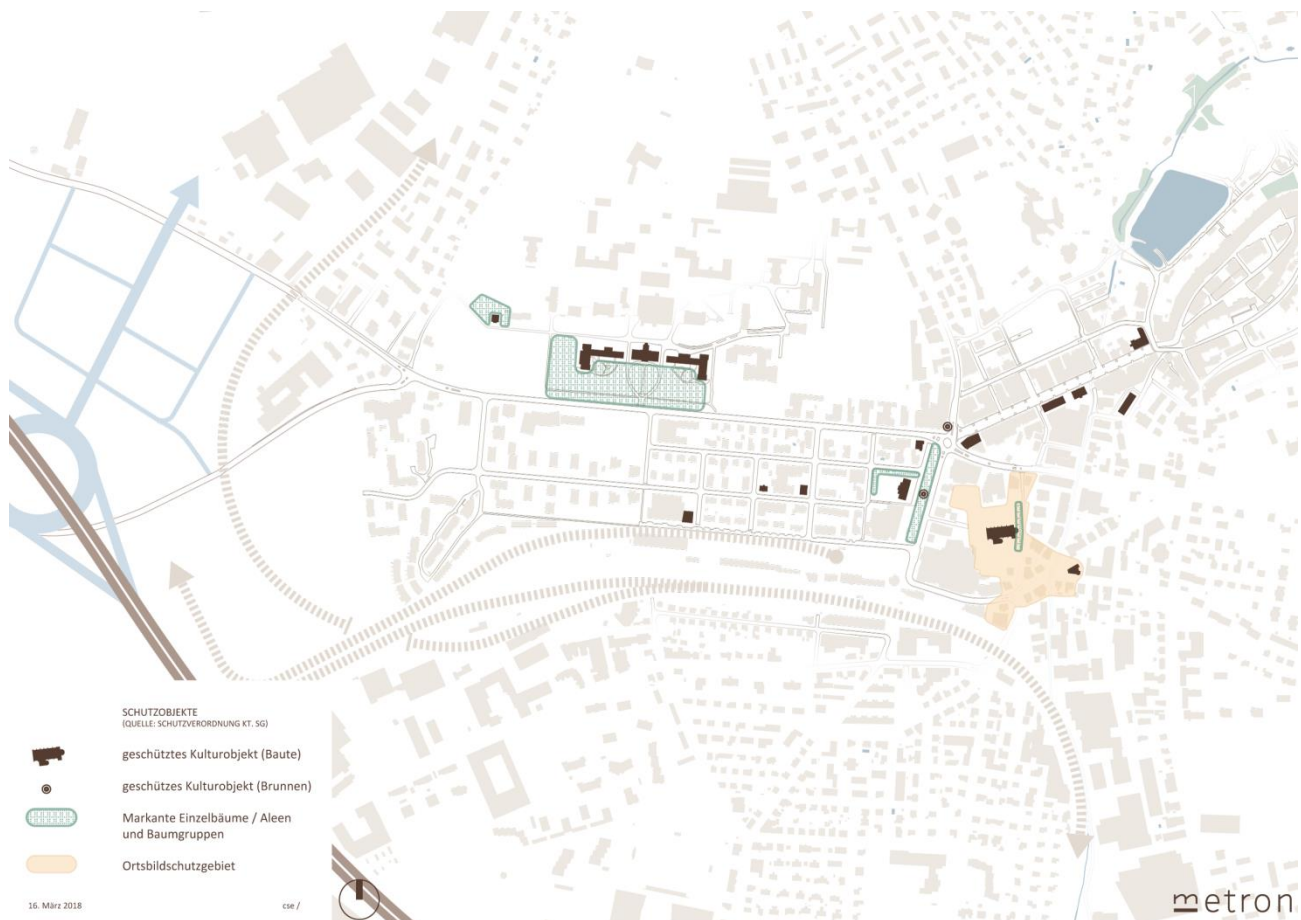 SCHUTZOBJEKTE
(QUELLE: SCHUTZVERORDNUNG KT. SG)
geschütztes Kulturobjekt (Baute)
geschützes Kulturobjekt (Brunnen)
Markante Einzelbäume / Aleen
und Baumgruppen
Ortsbildschutzgebiet
16. März 2018
cse /
metron